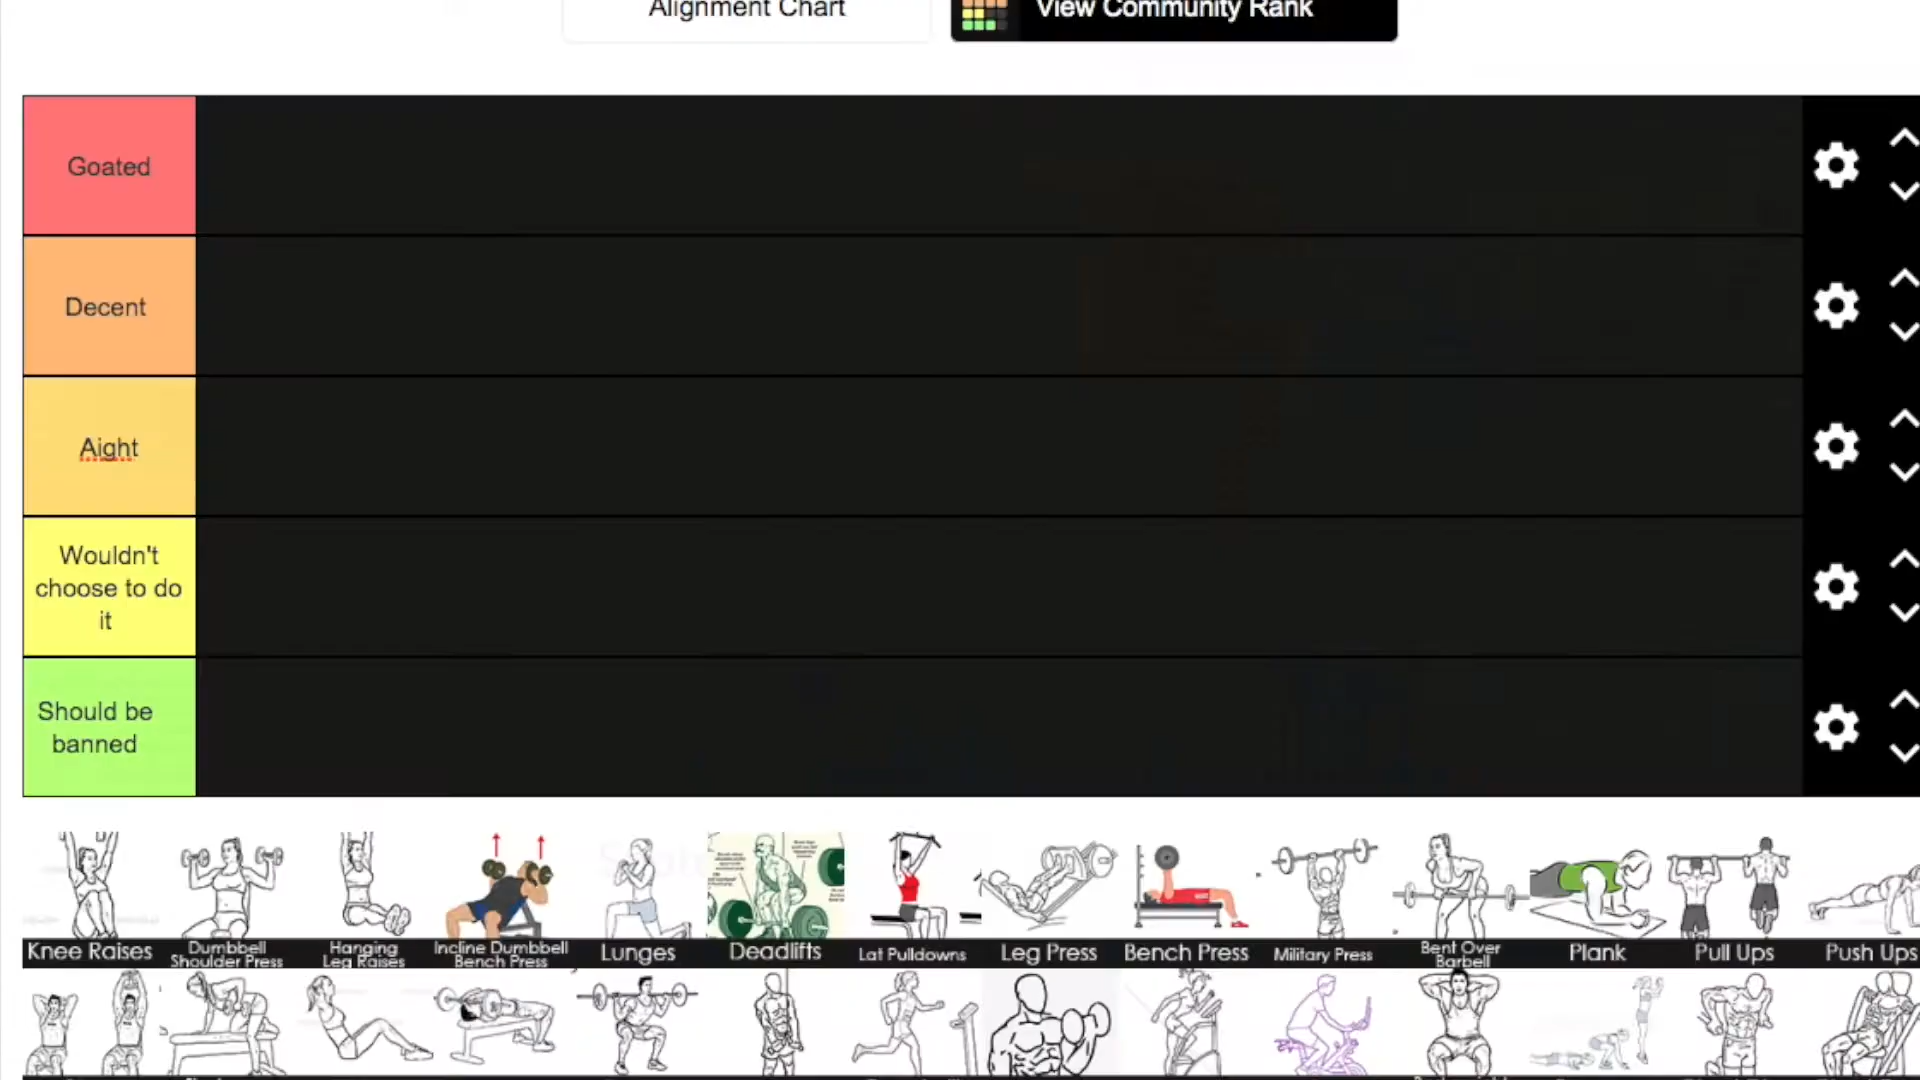 Alignment Chart
View Community Rank
Goated
Decent
Aight
Wouldn't
choose to do
it
Should be
banned
Knee Raises
Dumbbell
Shoulder Press
Hanging
Leg Raises
Incline Dumbbell
Bench Press
Lunges
Deadlifts
Lat Pulldowns
Leg Press
Bench Press
Military Press
Bent Over
Barbell
Plank
Pull Ups
Push Ups